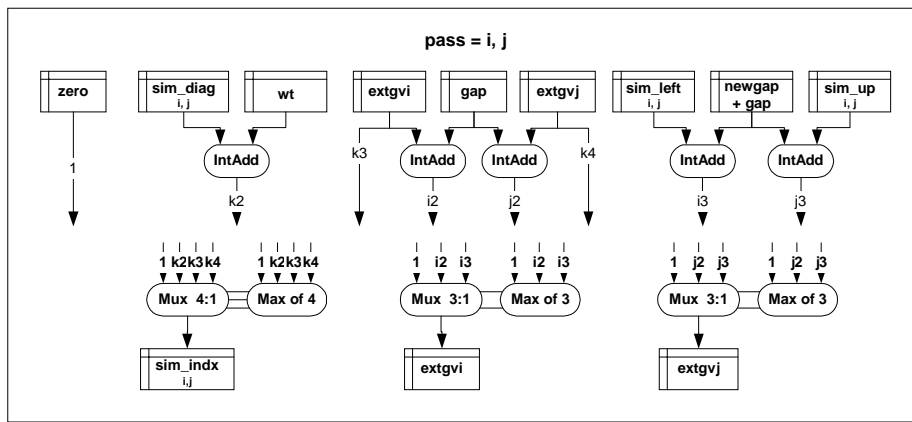 pass = i, j
zero
sim_diag
i, j
wt
extgvi
gap
extgvj
sim_left
i, j
newgap
+ gap
sim_up
i, j
IntAdd
IntAdd
IntAdd
IntAdd
IntAdd
1
k2
k3
i2
j2
k4
i3
j3
1 k2 k3 k4
1 k2 k3 k4
1 i2 i3
1 i2 i3
1 j2 j3
1 j2 j3
Mux 4:1
Max of 4
Mux 3:1
Max of 3
Mux 3:1
Max of 3
sim_indx
i,j
extgvi
extgvj